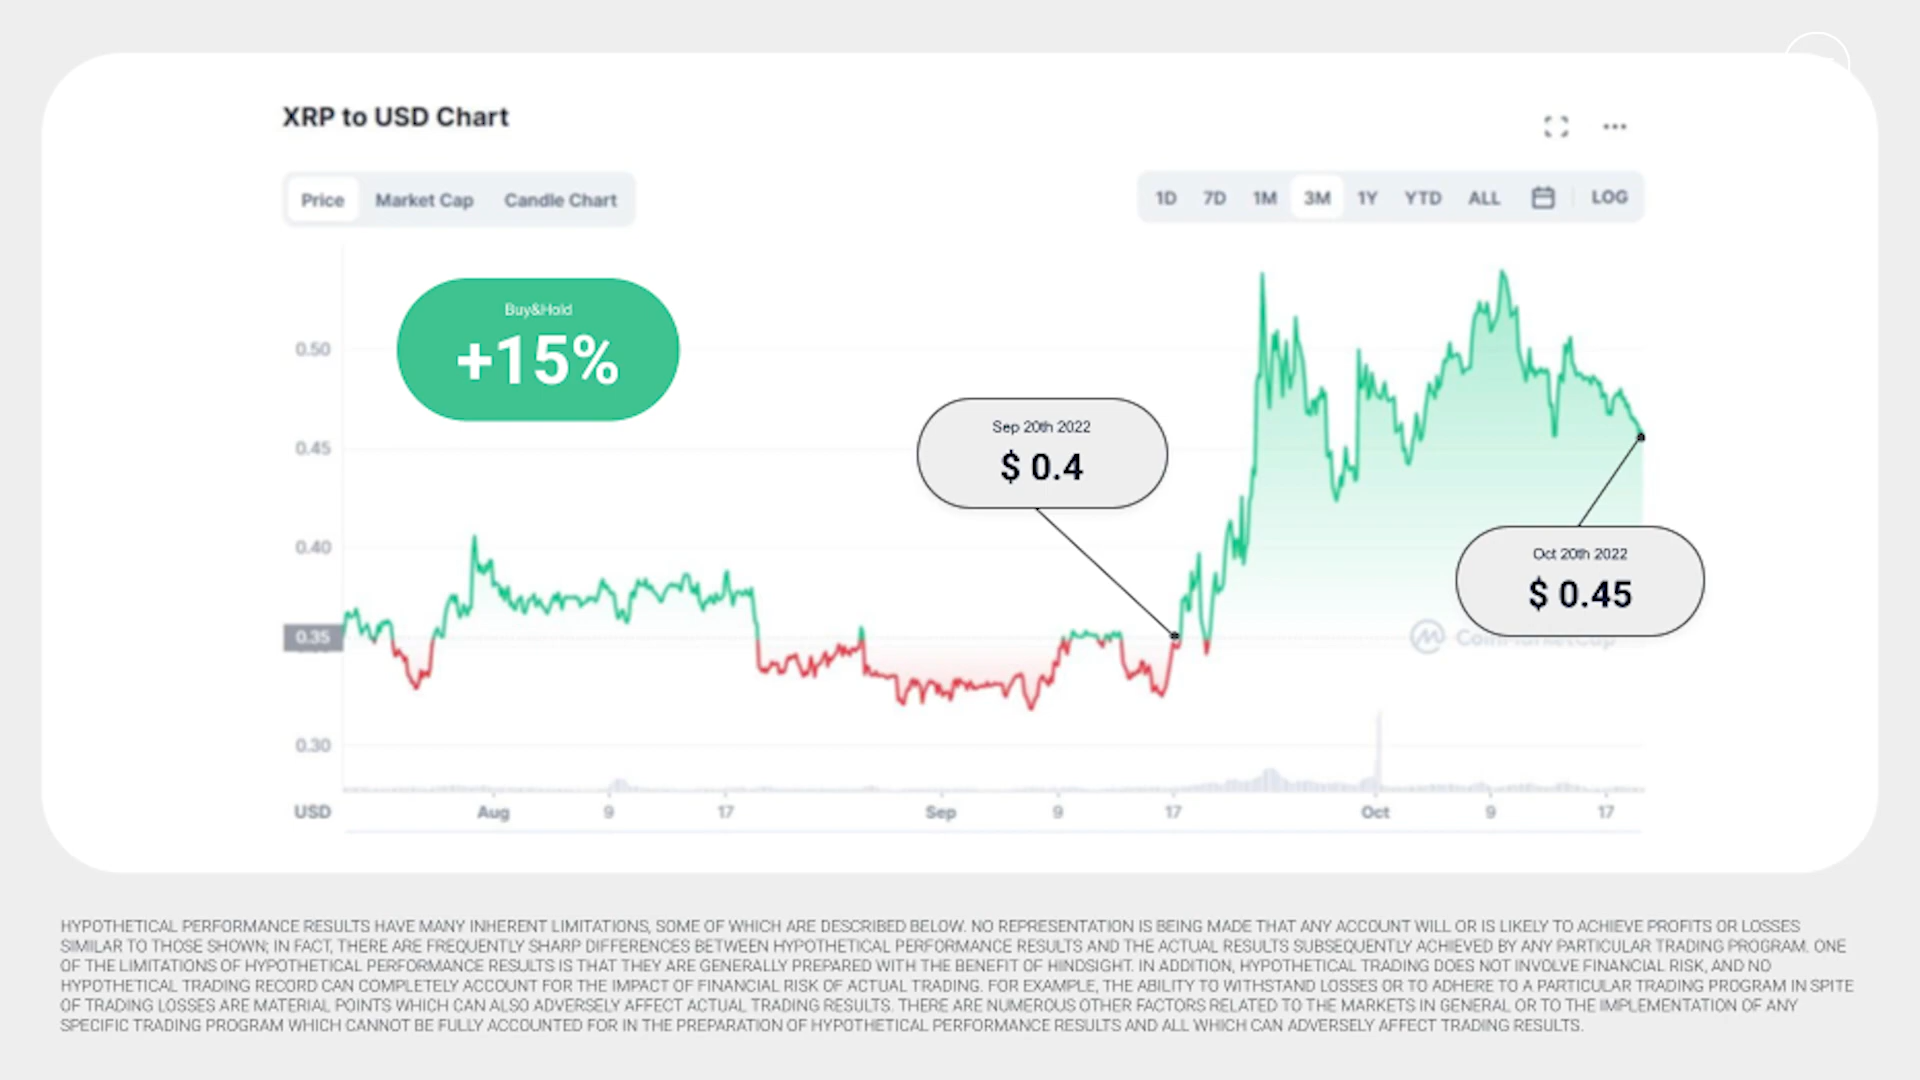 XRP to USD Chart
Price Market Cap Candle Chart
1D 7D 1M 3M 1Y YTD ALL LOG
Buy&Hold
+15%
0.50
Sep 20th 2022
$ 0.4
0.45
0.40
Oct 20th 2022
$ 0.45
0.35
CoinMarketCap
0.30
USD Aug 9 17 Sep 9 17 Oct 9 17
HYPOTHETICAL PERFORMANCE RESULTS HAVE MANY INHERENT LIMITATIONS, SOME OF WHICH ARE DESCRIBED BELOW. NO REPRESENTATION IS BEING MADE THAT ANY ACCOUNT WILL OR IS LIKELY TO ACHIEVE PROFITS OR LOSSES
SIMILAR TO THOSE SHOWN; IN FACT, THERE ARE FREQUENTLY SHARP DIFFERENCES BETWEEN HYPOTHETICAL PERFORMANCE RESULTS AND THE ACTUAL RESULTS SUBSEQUENTLY ACHIEVED BY ANY PARTICULAR TRADING PROGRAM. ONE
OF THE LIMITATIONS OF HYPOTHETICAL PERFORMANCE RESULTS IS THAT THEY ARE GENERALLY PREPARED WITH THE BENEFIT OF HINDSIGHT. IN ADDITION, HYPOTHETICAL TRADING DOES NOT INVOLVE FINANCIAL RISK, AND NO
HYPOTHETICAL TRADING RECORD CAN COMPLETELY ACCOUNT FOR THE IMPACT OF FINANCIAL RISK OF ACTUAL TRADING. FOR EXAMPLE, THE ABILITY TO WITHSTAND LOSSES OR TO ADHERE TO A PARTICULAR TRADING PROGRAM IN SPITE
OF TRADING LOSSES ARE MATERIAL POINTS WHICH CAN ALSO ADVERSELY AFFECT ACTUAL TRADING RESULTS. THERE ARE NUMEROUS OTHER FACTORS RELATED TO THE MARKETS IN GENERAL OR TO THE IMPLEMENTATION OF ANY
SPECIFIC TRADING PROGRAM WHICH CANNOT BE FULLY ACCOUNTED FOR IN THE PREPARATION OF HYPOTHETICAL PERFORMANCE RESULTS AND ALL WHICH CAN ADVERSELY AFFECT TRADING RESULTS.